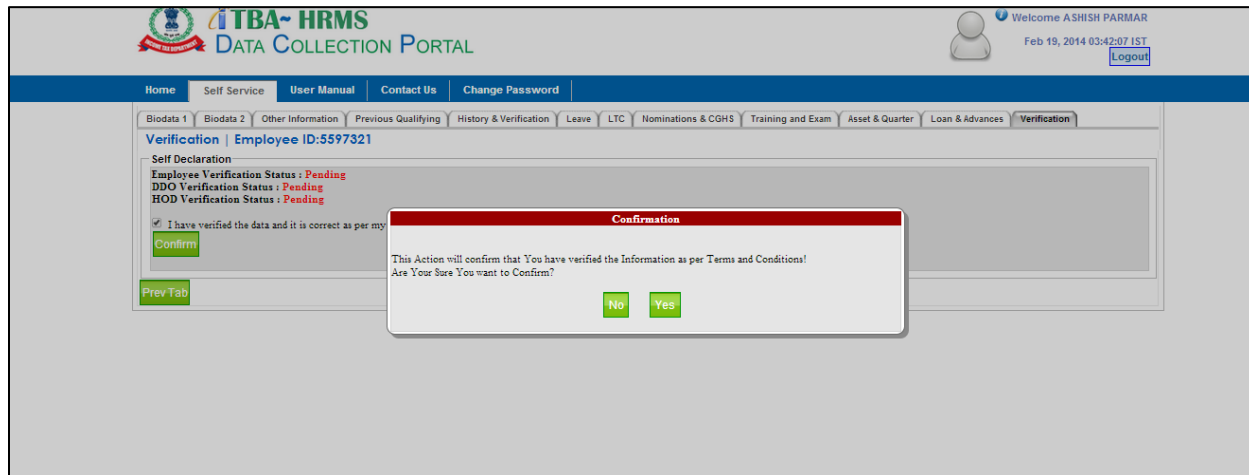 iTBA~ HRMS
DATA COLLECTION PORTAL
Welcome ASHISH PARMAR
Feb 19, 2014 03:42:07 IST
Logout
Home Self Service User Manual Contact Us Change Password
Biodata 1 Biodata 2 Other Information Previous Qualifying History & Verification Leave LTC Nominations & CGHS Training and Exam Asset & Quarter Loan & Advances Verification
Verification | Employee ID:5597321
Self Declaration
Employee Verification Status : Pending
DDO Verification Status : Pending
HOD Verification Status : Pending
I have verified the data and it is correct as per my
Confirm
Prev Tab
Confirmation
This Action will confirm that You have verified the Information as per Terms and Conditions!
Are Your Sure You want to Confirm?
No Yes